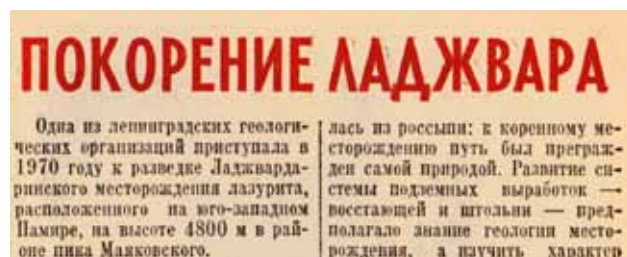 ПОКОРЕНИЕ ЛАДЖВАРА
Одна из ленинградских геологи-
ческих организаций приступала в
1970 году к разведке Ладжварда-
ринского месторождения лазурита,
расположенного на юго-западном
Памире, на высоте 4800 м в рай-
оне пика Маяковского.
лась из россыпи: к коренному ме-
сторождению путь был прегражд-
ден самой природой. Развитие си-
стемы подземных выработок —
восстающей и штольни — пред-
полагало знание геологии место-
рождения, а изучить характер